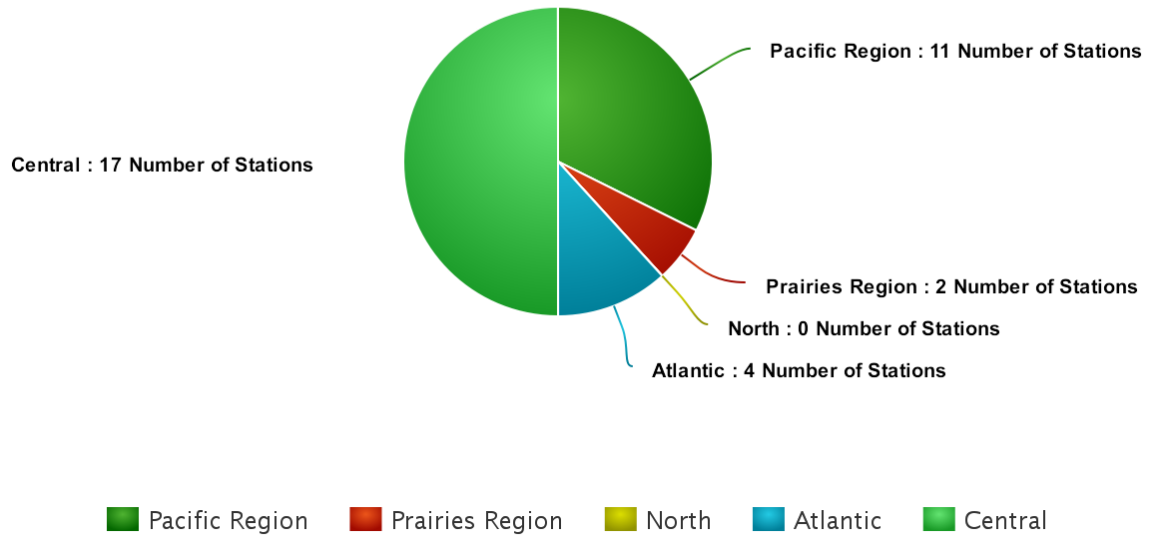 Pacific Region : 11 Number of Stations
Central : 17 Number of Stations
Prairies Region : 2 Number of Stations
North : 0 Number of Stations
Atlantic : 4 Number of Stations
Pacific Region Prairies Region North Atlantic Central